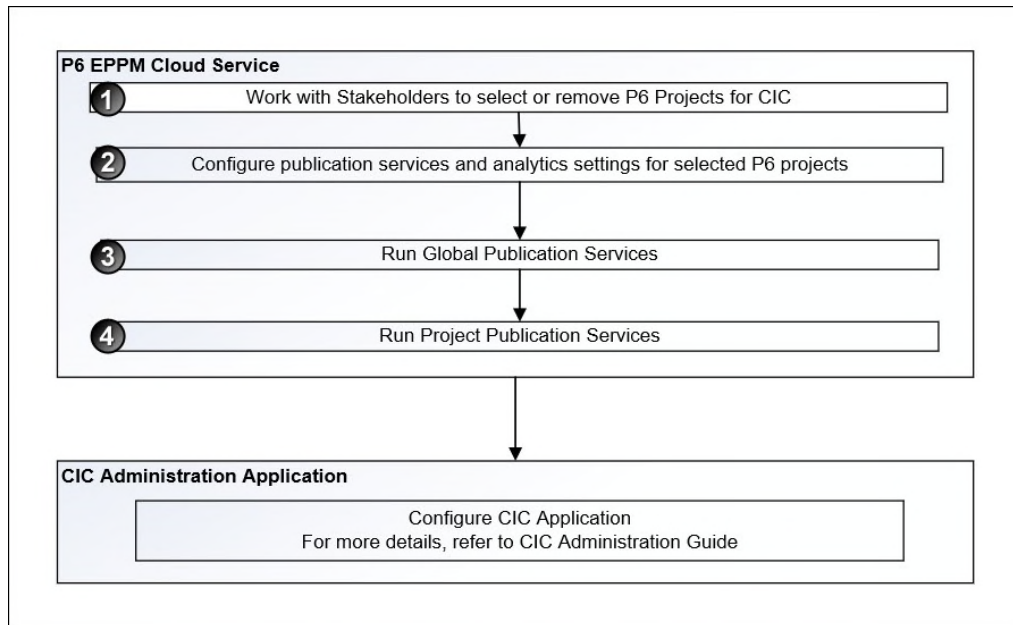 P6 EPPM Cloud Service
1
Work with Stakeholders to select or remove P6 Projects for CIC
2
Configure publication services and analytics settings for selected P6 projects
3
Run Global Publication Services
4
Run Project Publication Services
CIC Administration Application
Configure CIC Application
For more details, refer to CIC Administration Guide